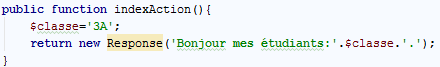 public function indexAction(){
$classe='3A';
return new Response('Bonjour mes étudiants:'.$classe.'.');
}